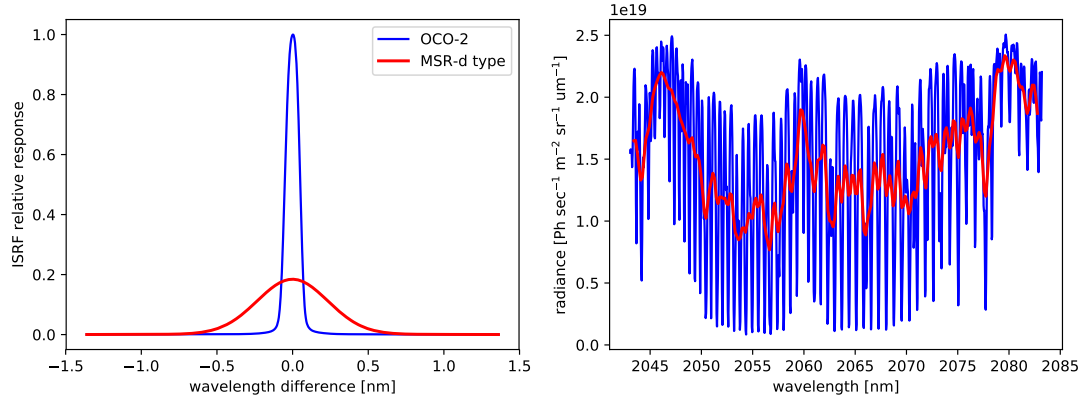 1.0
0.8
0.6
0.4
0.2
0.0
ISRF relative response
OCO-2
MSR-d type
−1.5 −1.0 −0.5 0.0 0.5 1.0 1.5
wavelength difference [nm]
1e19
2.5
2.0
1.5
1.0
0.5
0.0
radiance [Ph sec⁻¹ m⁻² sr⁻¹ um⁻¹]
2045 2050 2055 2060 2065 2070 2075 2080 2085
wavelength [nm]